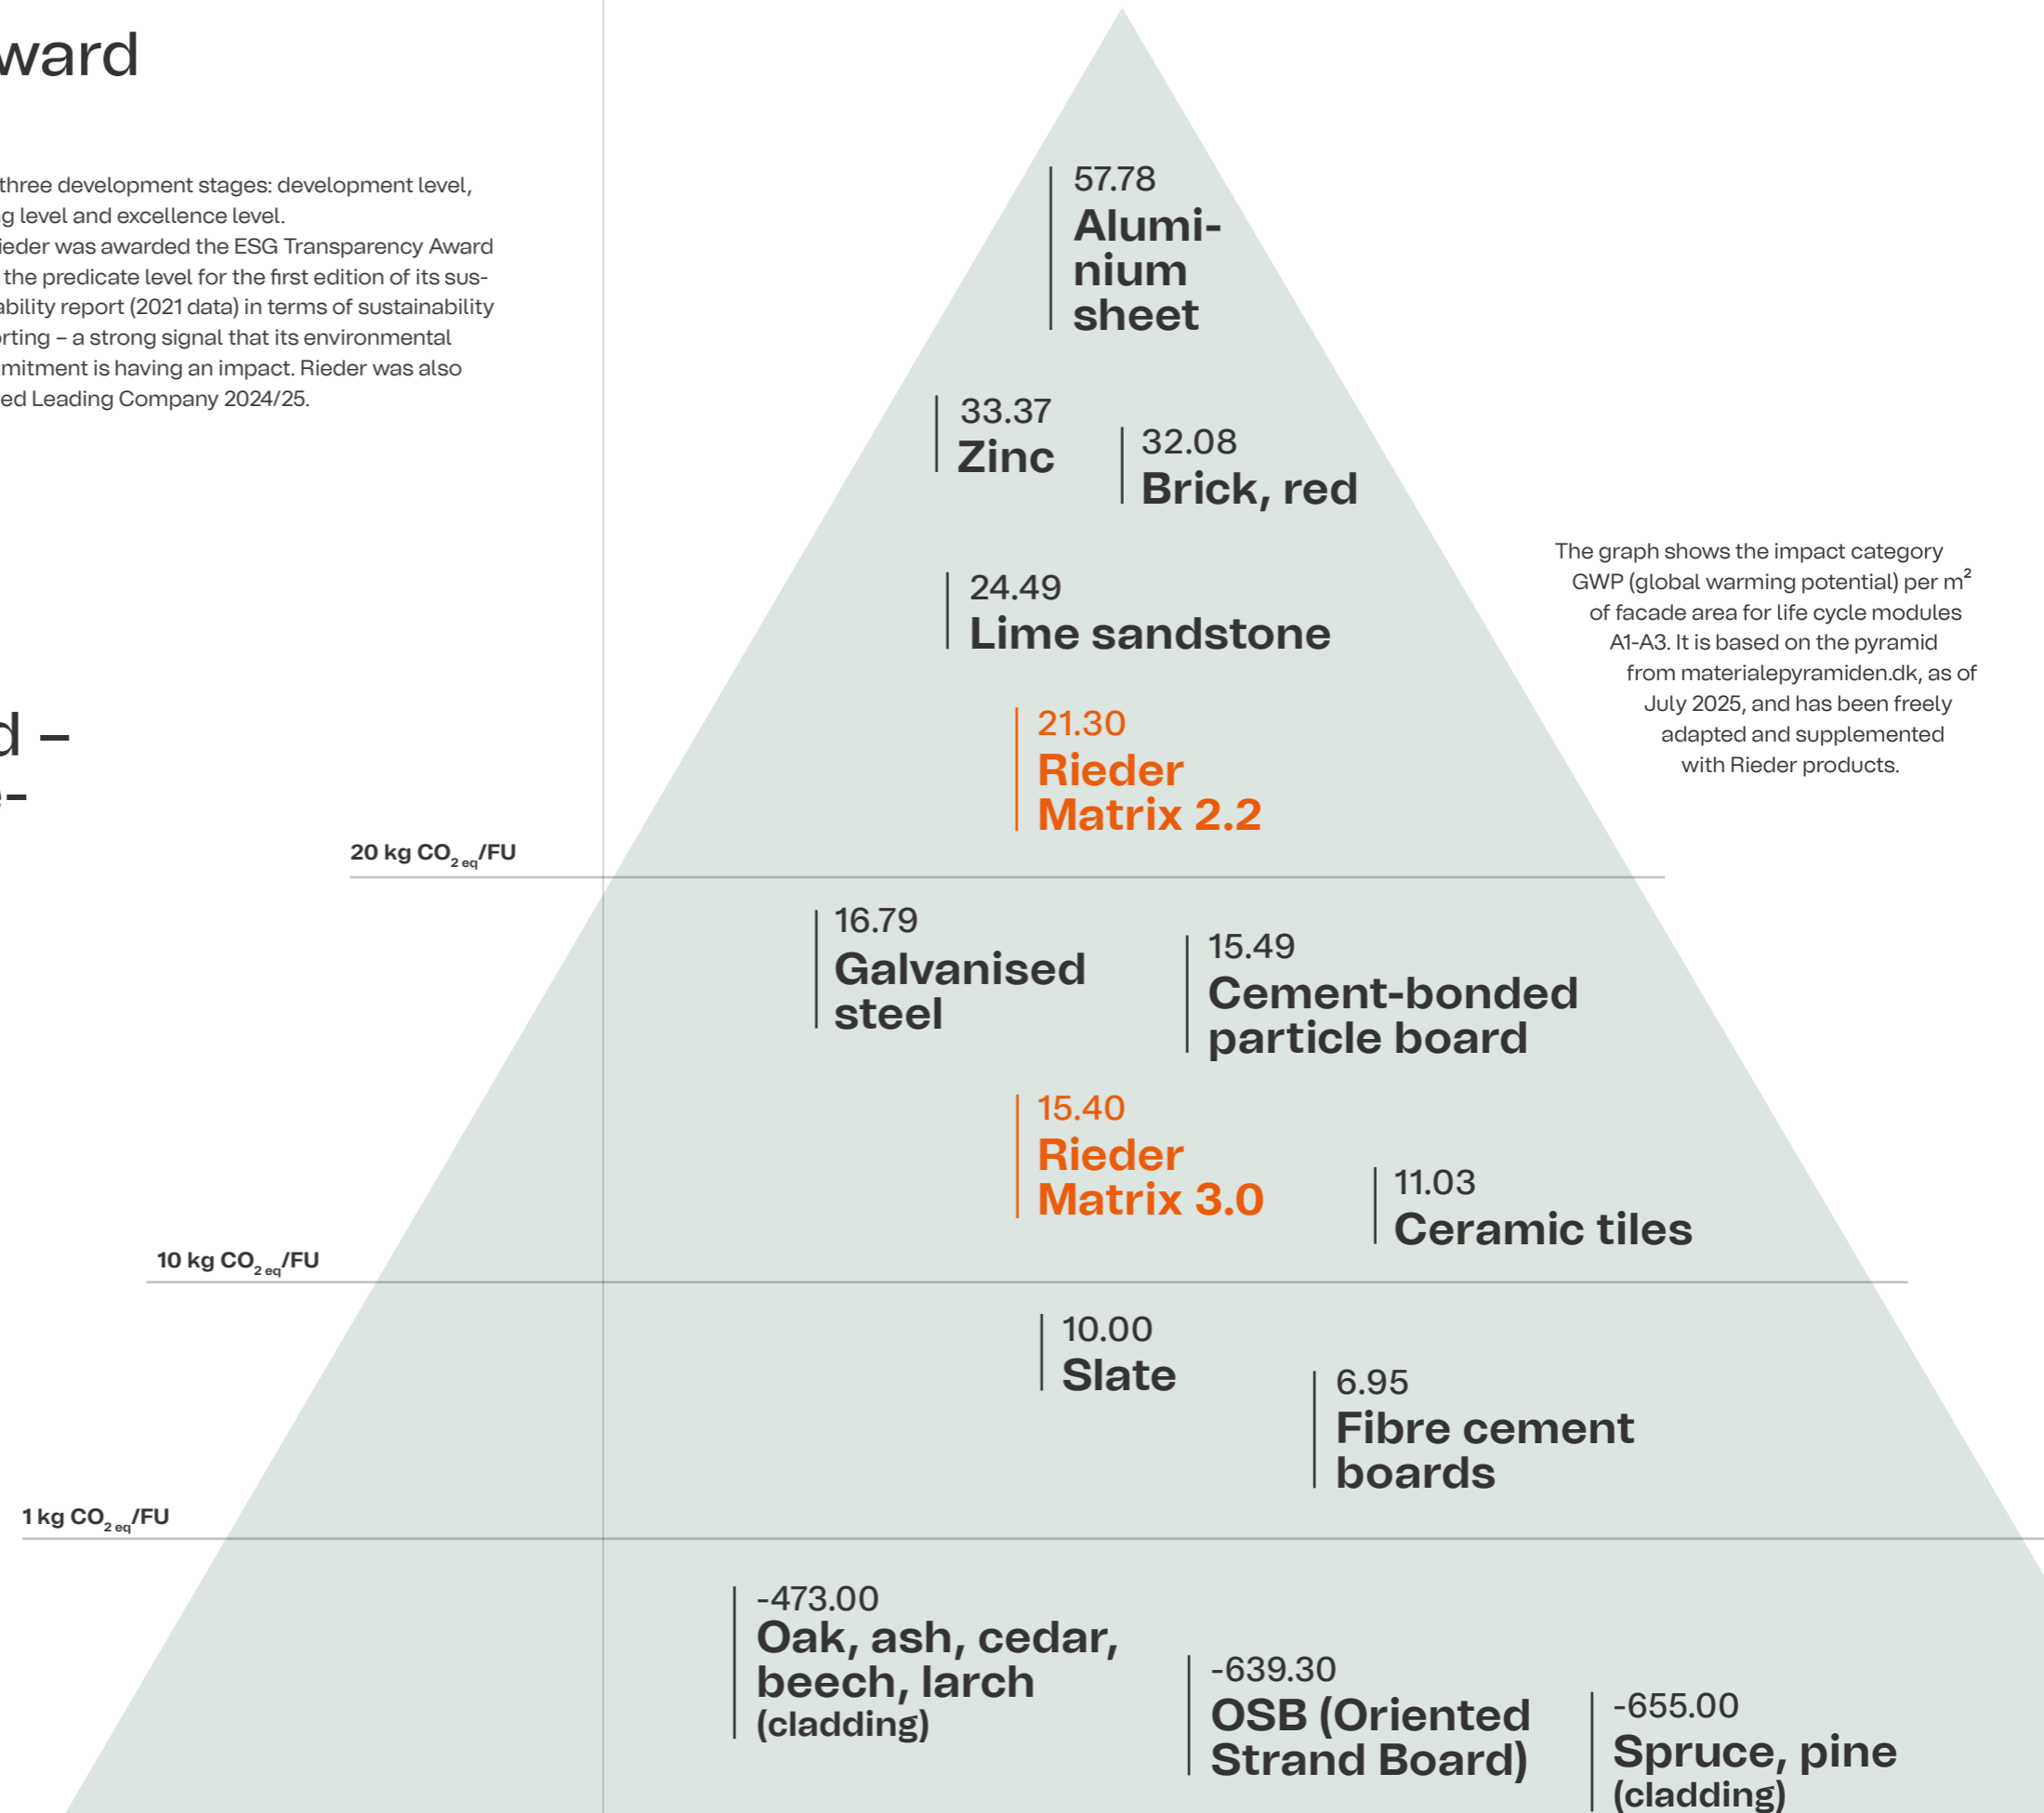 ward
three development stages: development level,
g level and excellence level.
ieder was awarded the ESG Transparency Award
the predicate level for the first edition of its sus-
ability report (2021 data) in terms of sustainability
rting – a strong signal that its environmental
mitment is having an impact. Rieder was also
ed Leading Company 2024/25.
d –
e-
57.78
Alumi-
nium
sheet
33.37
Zinc
32.08
Brick, red
24.49
Lime sandstone
21.30
Rieder
Matrix 2.2
The graph shows the impact category
GWP (global warming potential) per m²
of facade area for life cycle modules
A1-A3. It is based on the pyramid
from materialepyramiden.dk, as of
July 2025, and has been freely
adapted and supplemented
with Rieder products.
20 kg CO₂ eq/FU
16.79
Galvanised
steel
15.49
Cement-bonded
particle board
15.40
Rieder
Matrix 3.0
11.03
Ceramic tiles
10 kg CO₂ eq/FU
10.00
Slate
6.95
Fibre cement
boards
1 kg CO₂ eq/FU
-473.00
Oak, ash, cedar,
beech, larch
(cladding)
-639.30
OSB (Oriented
Strand Board)
-655.00
Spruce, pine
(cladding)